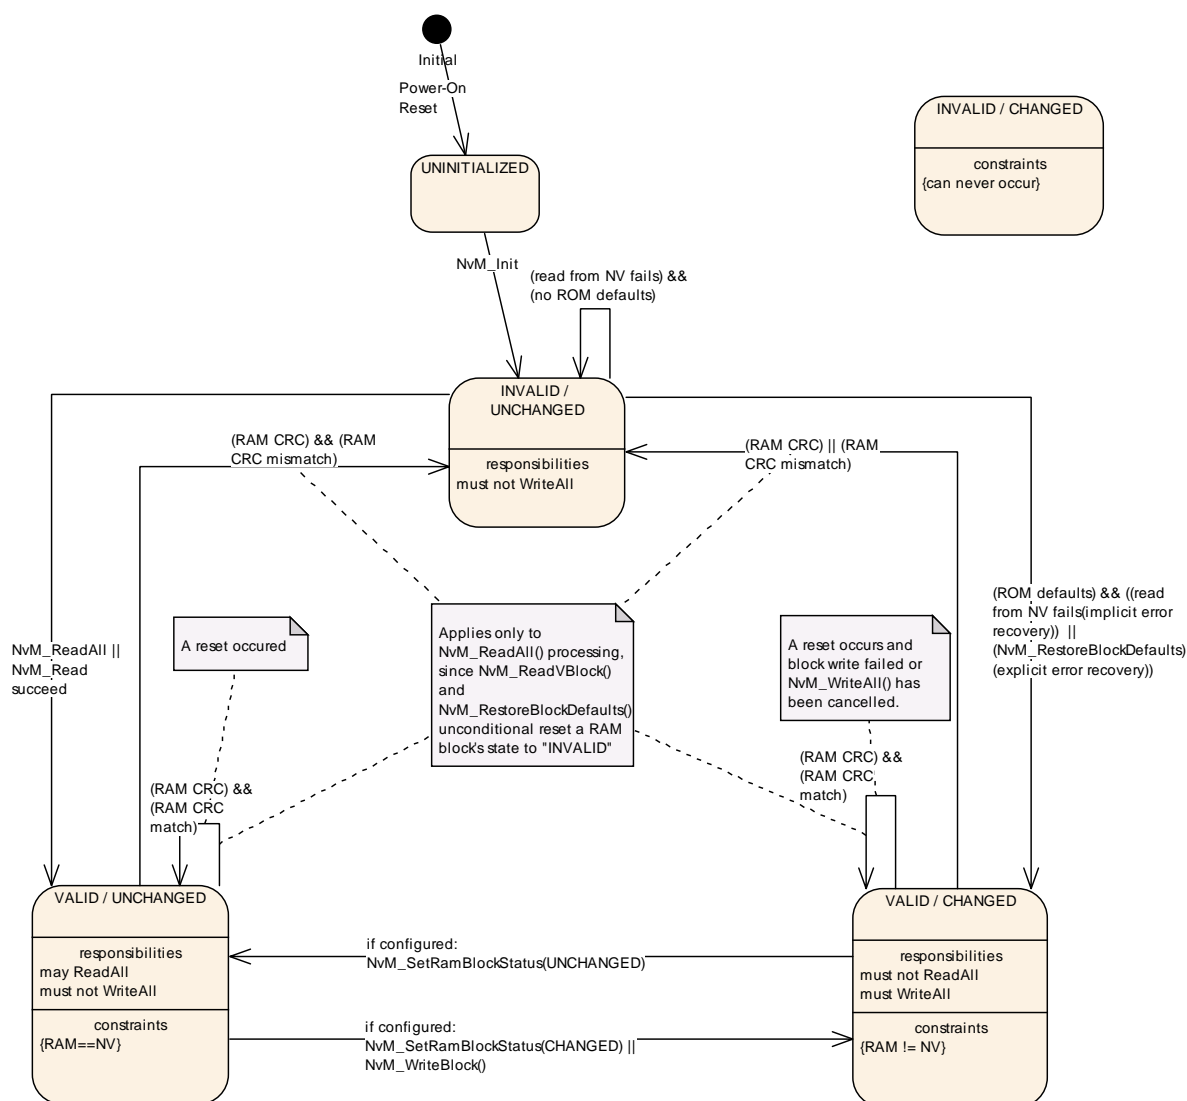 Initial
Power-On
Reset
INVALID / CHANGED
constraints
{can never occur}
UNINITIALIZED
NvM_Init
(read from NV fails) &&
(no ROM defaults)
INVALID /
UNCHANGED
responsibilities
must not WriteAll
(RAM CRC) && (RAM
CRC mismatch)
(RAM CRC) || (RAM
CRC mismatch)
(ROM defaults) && ((read
from NV fails(implicit error
recovery)) ||
(NvM_RestoreBlockDefaults)
(explicit error recovery))
NvM_ReadAll ||
NvM_Read
succeed
A reset occured
Applies only to
NvM_ReadAll() processing,
since NvM_ReadVBlock()
and
NvM_RestoreBlockDefaults()
unconditional reset a RAM
block's state to "INVALID"
A reset occurs and
block write failed or
NvM_WriteAll() has
been cancelled.
(RAM CRC) &&
(RAM CRC
match)
(RAM CRC) &&
(RAM CRC
match)
VALID / UNCHANGED
responsibilities
may ReadAll
must not WriteAll
constraints
{RAM==NV}
if configured:
NvM_SetRamBlockStatus(UNCHANGED)
if configured:
NvM_SetRamBlockStatus(CHANGED) ||
NvM_WriteBlock()
VALID / CHANGED
responsibilities
must not ReadAll
must WriteAll
constraints
{RAM != NV}